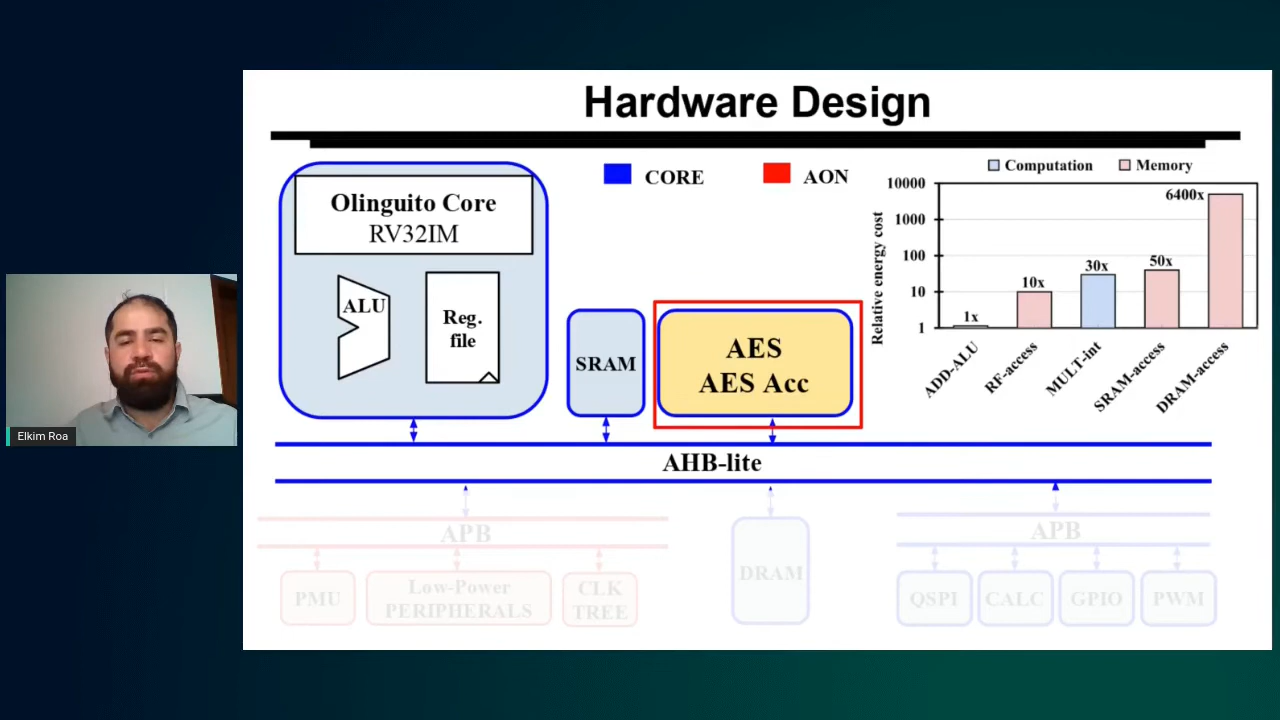 Hardware Design
CORE
AON
Olinguito Core
RV32IM
ALU
Reg.
file
SRAM
AES
AES Acc
Computation
Memory
Relative energy cost
10000
1000
100
10
1
1x
10x
30x
50x
6400x
ADD-ALU
RF-access
MULT-int
SRAM-access
DRAM-access
AHB-lite
APB
PMU
Low-Power
PERIPHERALS
CLK
TREE
DRAM
APB
QSPI
CALC
GPIO
PWM
Elkim Roa